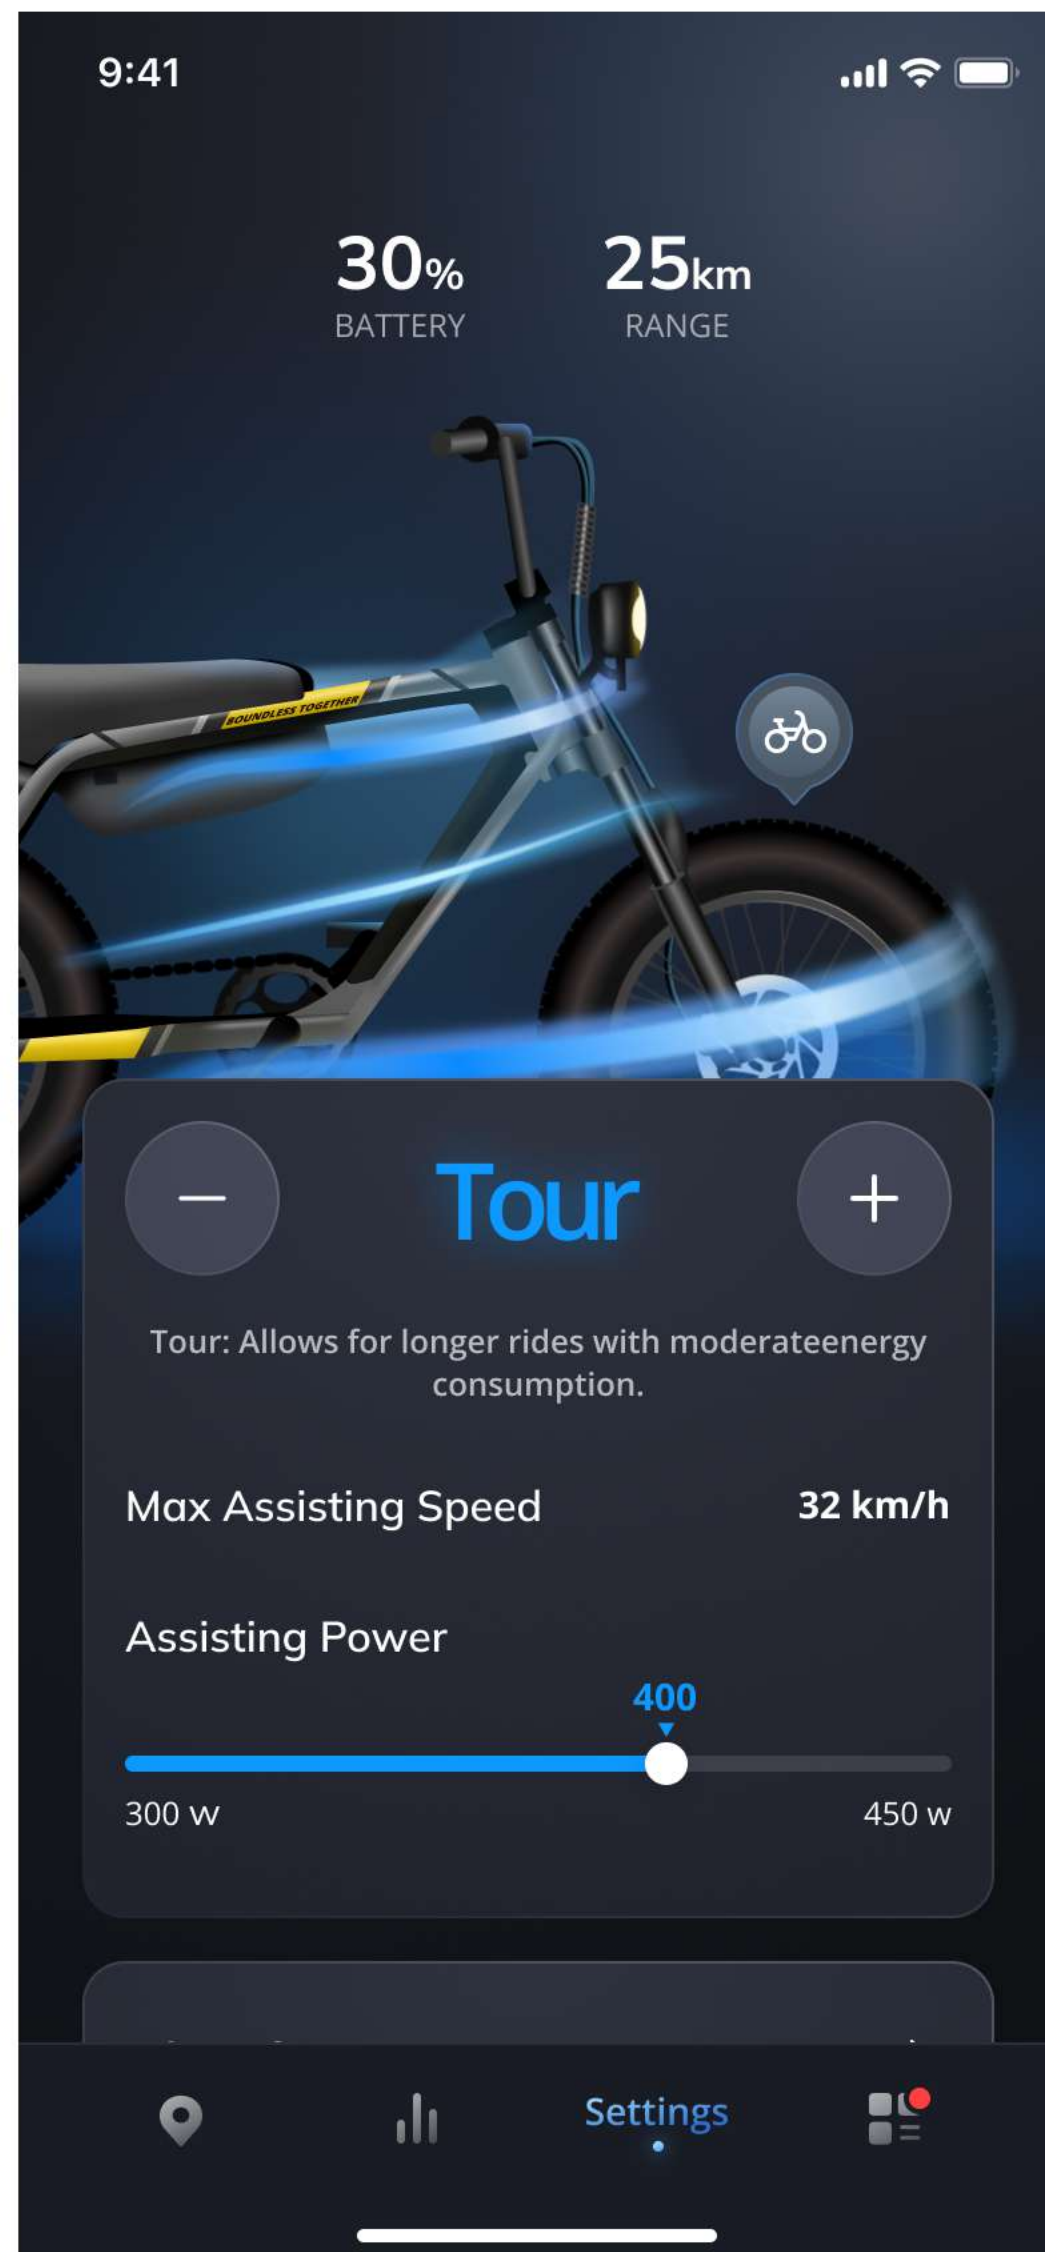 9:41
30% 25km
BATTERY RANGE
BOUNDLESS TOGETHER
Tour
Tour: Allows for longer rides with moderateenergy
consumption.
Max Assisting Speed 32 km/h
Assisting Power
400
300 w 450 w
Settings